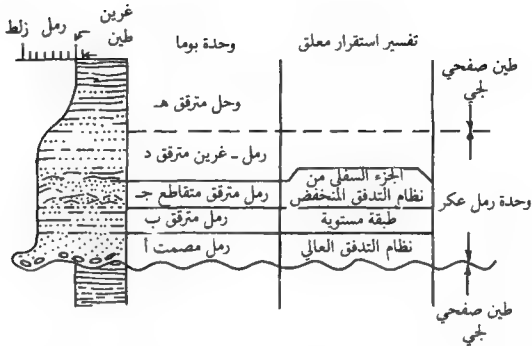 غرين
زلط رمل طين
وحدة بوما
تفسير استقرار معلق
طين صفحي
لجي
وحل مترقق هـ
رمل - غرين مترقق د
الجزء السفلي من
نظام التدفق المنخفض
رمل مترقق متقاطع جـ
وحدة رمل عكر
رمل مترقق ب
طبقة مستوية
رمل مصمت أ
نظام التدفق العالي
طين صفحي
لجي